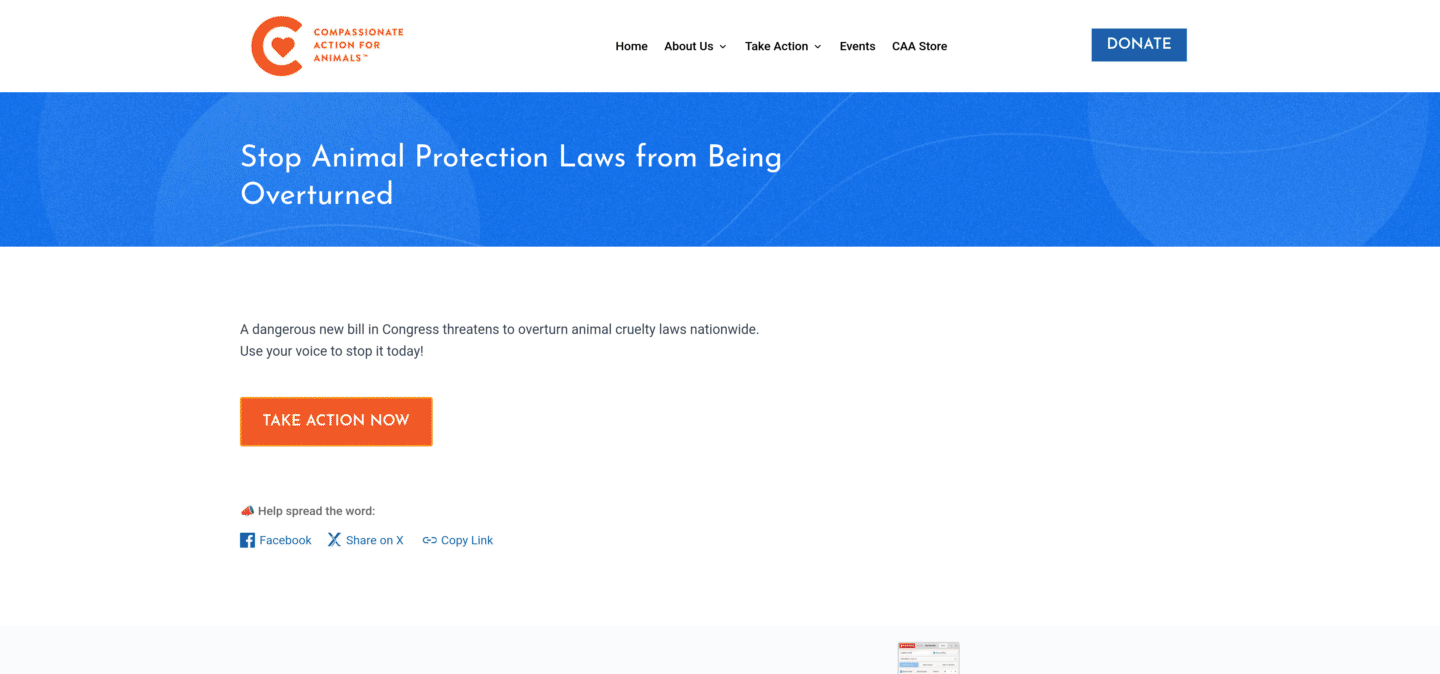 COMPASSIONATE
ACTION FOR
ANIMALS™
Home About Us Take Action Events CAA Store
DONATE
Stop Animal Protection Laws from Being
Overturned
A dangerous new bill in Congress threatens to overturn animal cruelty laws nationwide.
Use your voice to stop it today!
TAKE ACTION NOW
Help spread the word:
Facebook Share on X Copy Link